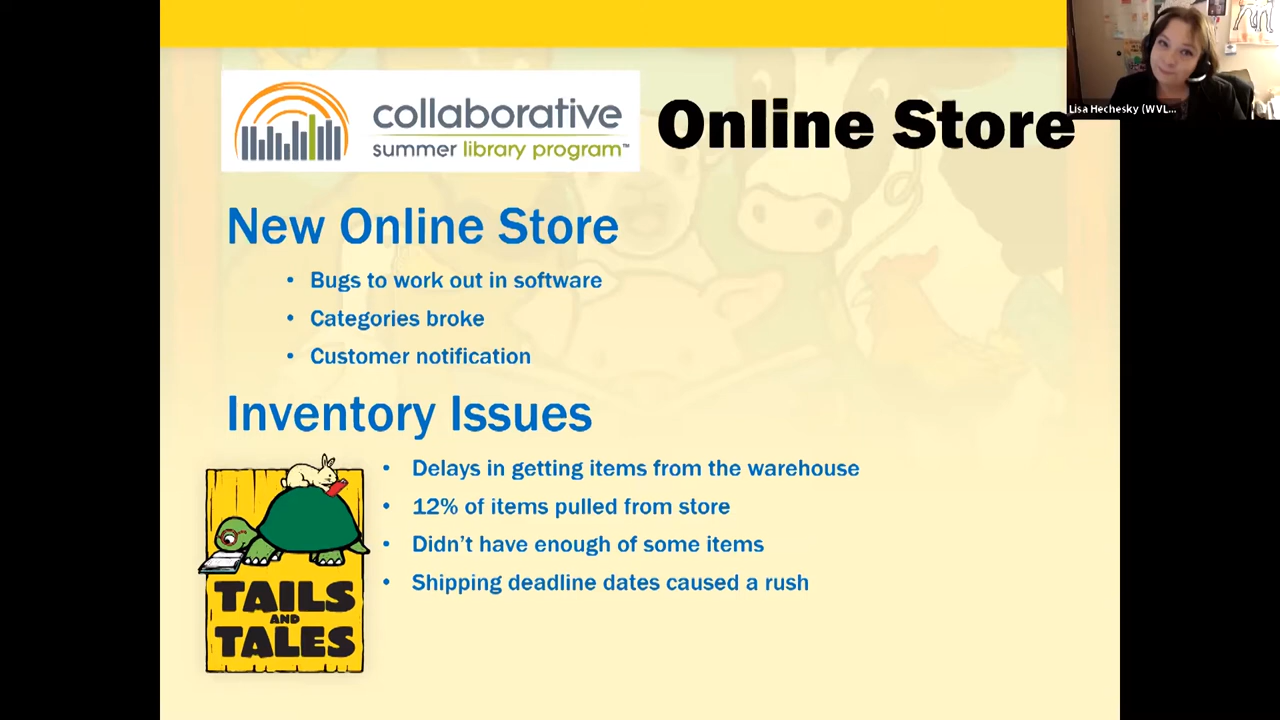 Lisa Hechesky (WVL...
collaborative
summer library program™
Online Store
New Online Store
• Bugs to work out in software
• Categories broke
• Customer notification
Inventory Issues
• Delays in getting items from the warehouse
• 12% of items pulled from store
• Didn't have enough of some items
• Shipping deadline dates caused a rush
TAILS
AND
TALES